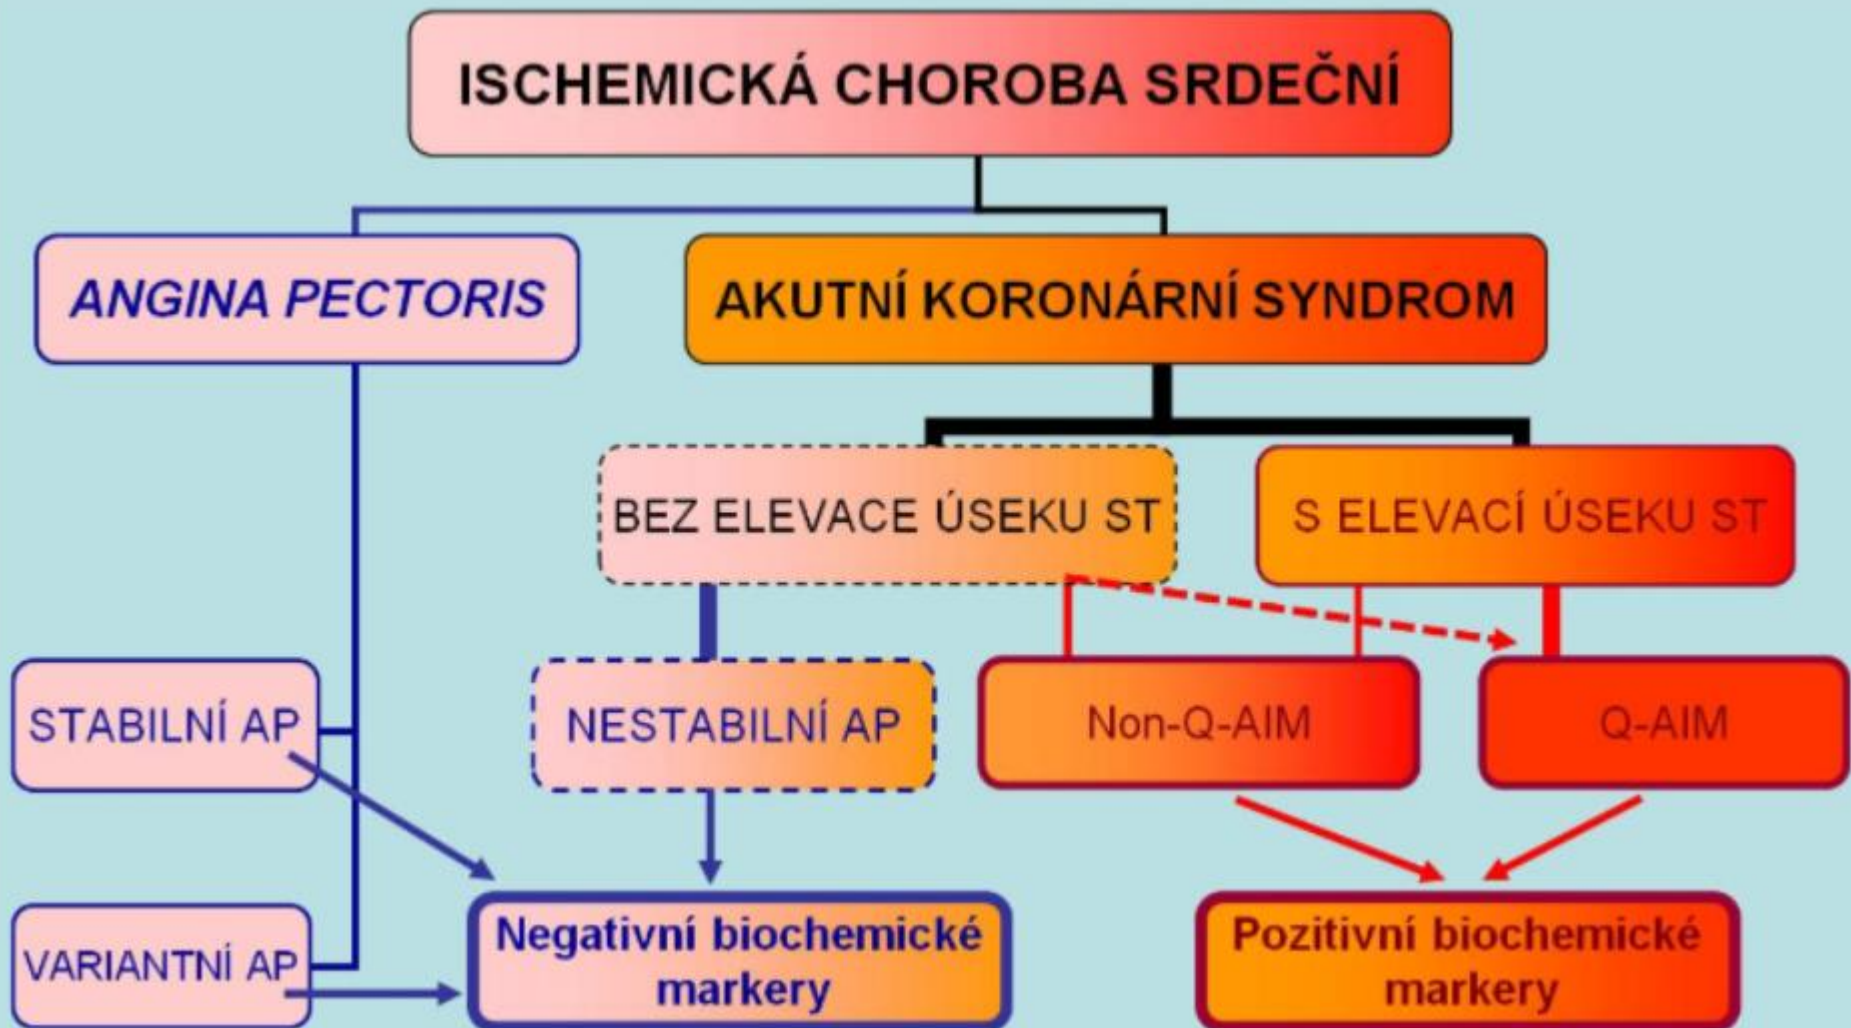 ISCHEMICKÁ CHOROBA SRDEČNÍ
ANGINA PECTORIS
AKUTNÍ KORONÁRNÍ SYNDROM
BEZ ELEVACE ÚSEKU ST
S ELEVACÍ ÚSEKU ST
STABILNÍ AP
NESTABILNÍ AP
Non-Q-AIM
Q-AIM
VARIANTNÍ AP
Negativní biochemické
markery
Pozitivní biochemické
markery